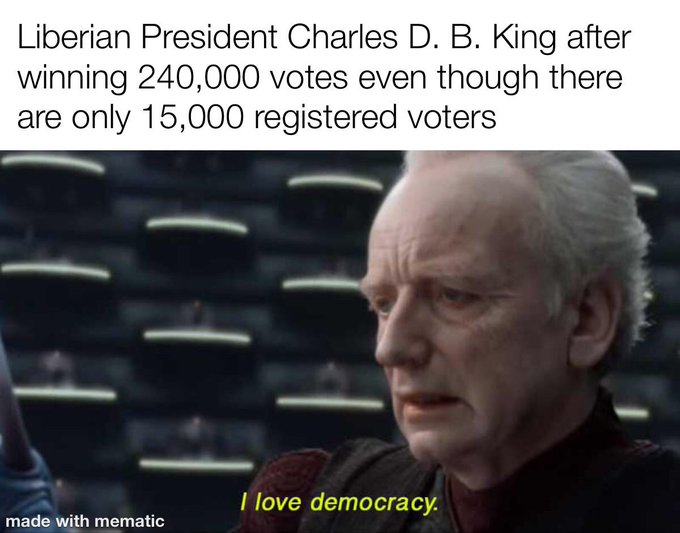 Liberian President Charles D. B. King after
winning 240,000 votes even though there
are only 15,000 registered voters
I love democracy.
made with mematic